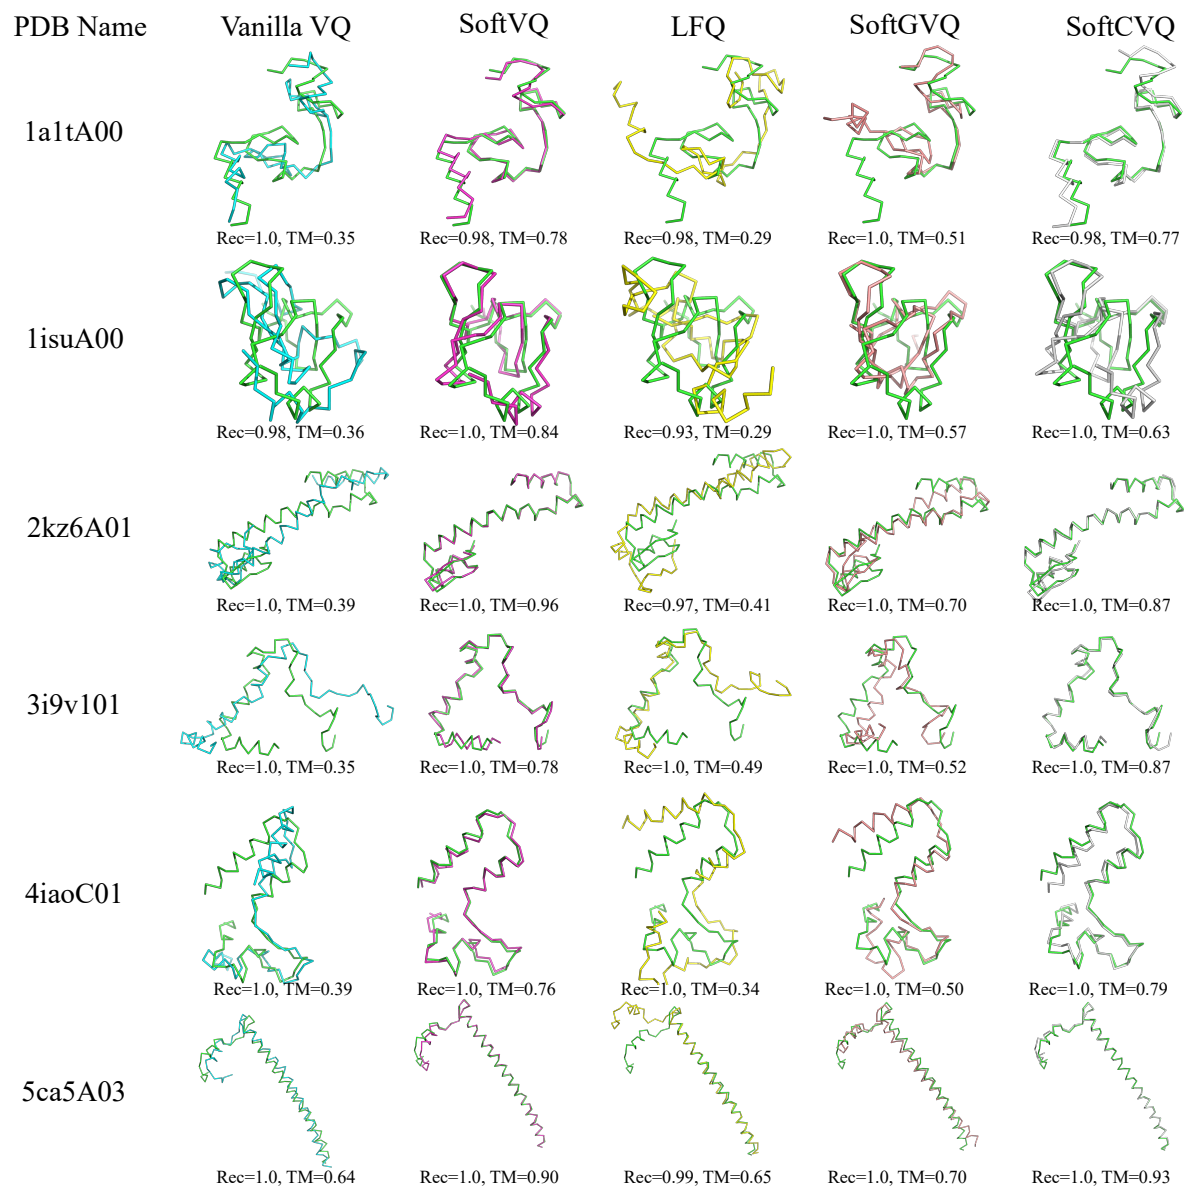 PDB Name Vanilla VQ SoftVQ LFQ SoftGVQ SoftCVQ
1a1tA00
Rec=1.0, TM=0.35 Rec=0.98, TM=0.78 Rec=0.98, TM=0.29 Rec=1.0, TM=0.51 Rec=0.98, TM=0.77
1isuA00
Rec=0.98, TM=0.36 Rec=1.0, TM=0.84 Rec=0.93, TM=0.29 Rec=1.0, TM=0.57 Rec=1.0, TM=0.63
2kz6A01
Rec=1.0, TM=0.39 Rec=1.0, TM=0.96 Rec=0.97, TM=0.41 Rec=1.0, TM=0.70 Rec=1.0, TM=0.87
3i9v101
Rec=1.0, TM=0.35 Rec=1.0, TM=0.78 Rec=1.0, TM=0.49 Rec=1.0, TM=0.52 Rec=1.0, TM=0.87
4iaoC01
Rec=1.0, TM=0.39 Rec=1.0, TM=0.76 Rec=1.0, TM=0.34 Rec=1.0, TM=0.50 Rec=1.0, TM=0.79
5ca5A03
Rec=1.0, TM=0.64 Rec=1.0, TM=0.90 Rec=0.99, TM=0.65 Rec=1.0, TM=0.70 Rec=1.0, TM=0.93